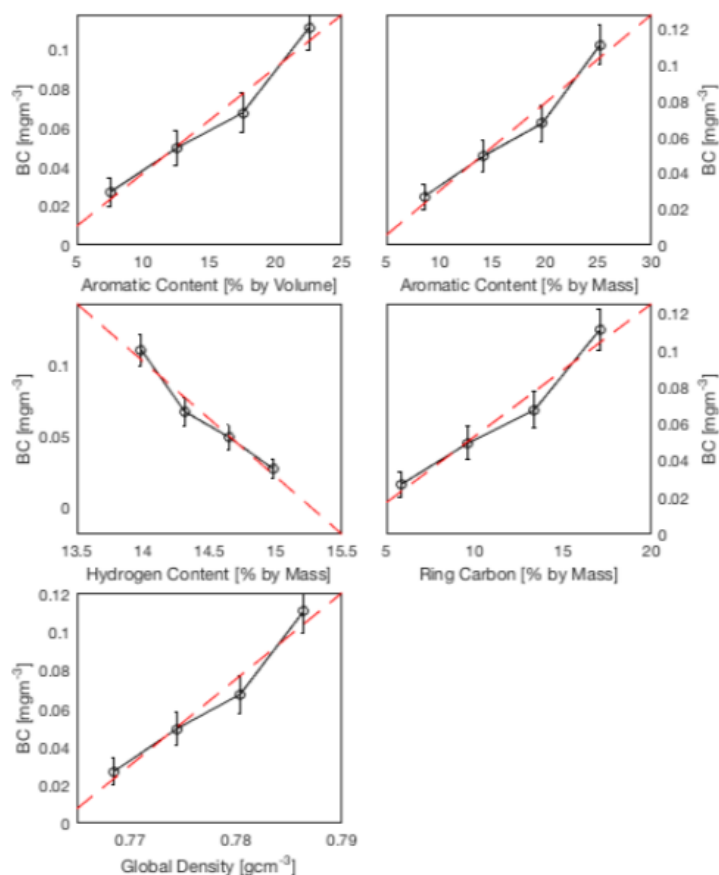 0.1
0.08
0.06
0.04
0.02
0
BC [mgm⁻³]
5 10 15 20 25
Aromatic Content [% by Volume]
0.12
0.1
0.08
0.06
0.04
0.02
0
BC [mgm⁻³]
5 10 15 20 25 30
Aromatic Content [% by Mass]
0.1
0.05
0
BC [mgm⁻³]
13.5 14 14.5 15 15.5
Hydrogen Content [% by Mass]
0.12
0.1
0.08
0.06
0.04
0.02
0
BC [mgm⁻³]
5 10 15 20
Ring Carbon [% by Mass]
0.12
0.1
0.08
0.06
0.04
0.02
0
BC [mgm⁻³]
0.77 0.78 0.79
Global Density [gcm⁻³]